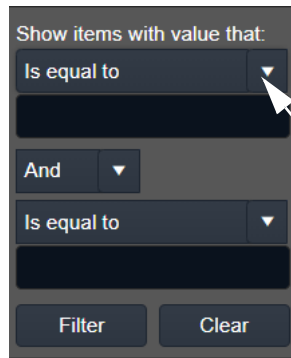 Show items with value that:
Is equal to
And
Is equal to
Filter Clear